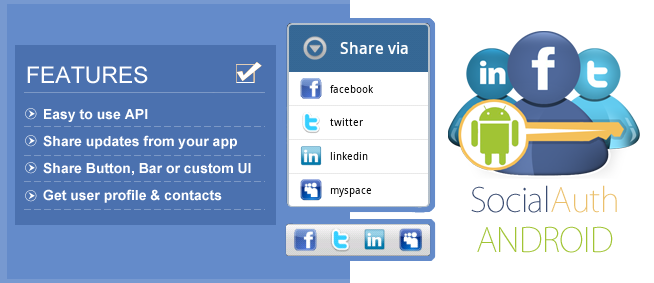 FEATURES
Easy to use API
Share updates from your app
Share Button, Bar or custom UI
Get user profile & contacts
Share via
facebook
twitter
linkedin
myspace
f t in
in f t
SocialAuth
ANDROID